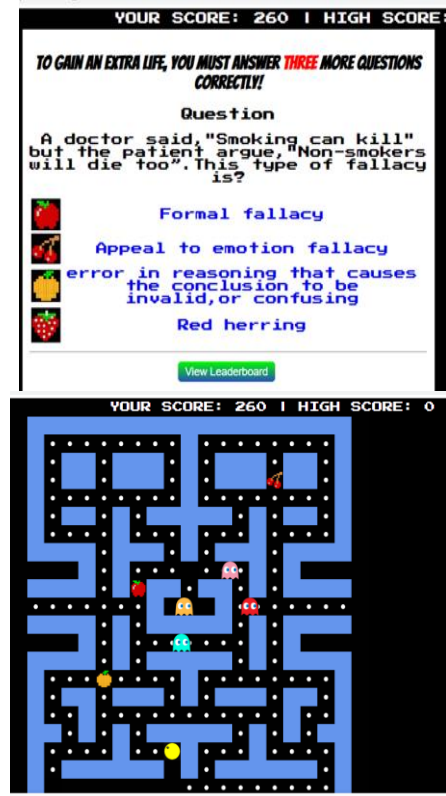 YOUR SCORE: 260 | HIGH SCORE:
TO GAIN AN EXTRA LIFE, YOU MUST ANSWER THREE MORE QUESTIONS
CORRECTLY!
Question
A doctor said,"Smoking can kill"
but the patient argue,"Non-smokers
will die too”.This type of fallacy
is?
Formal fallacy
Appeal to emotion fallacy
error in reasoning that causes
the conclusion to be
invalid,or confusing
Red herring
View Leaderboard
YOUR SCORE: 260 | HIGH SCORE: 0